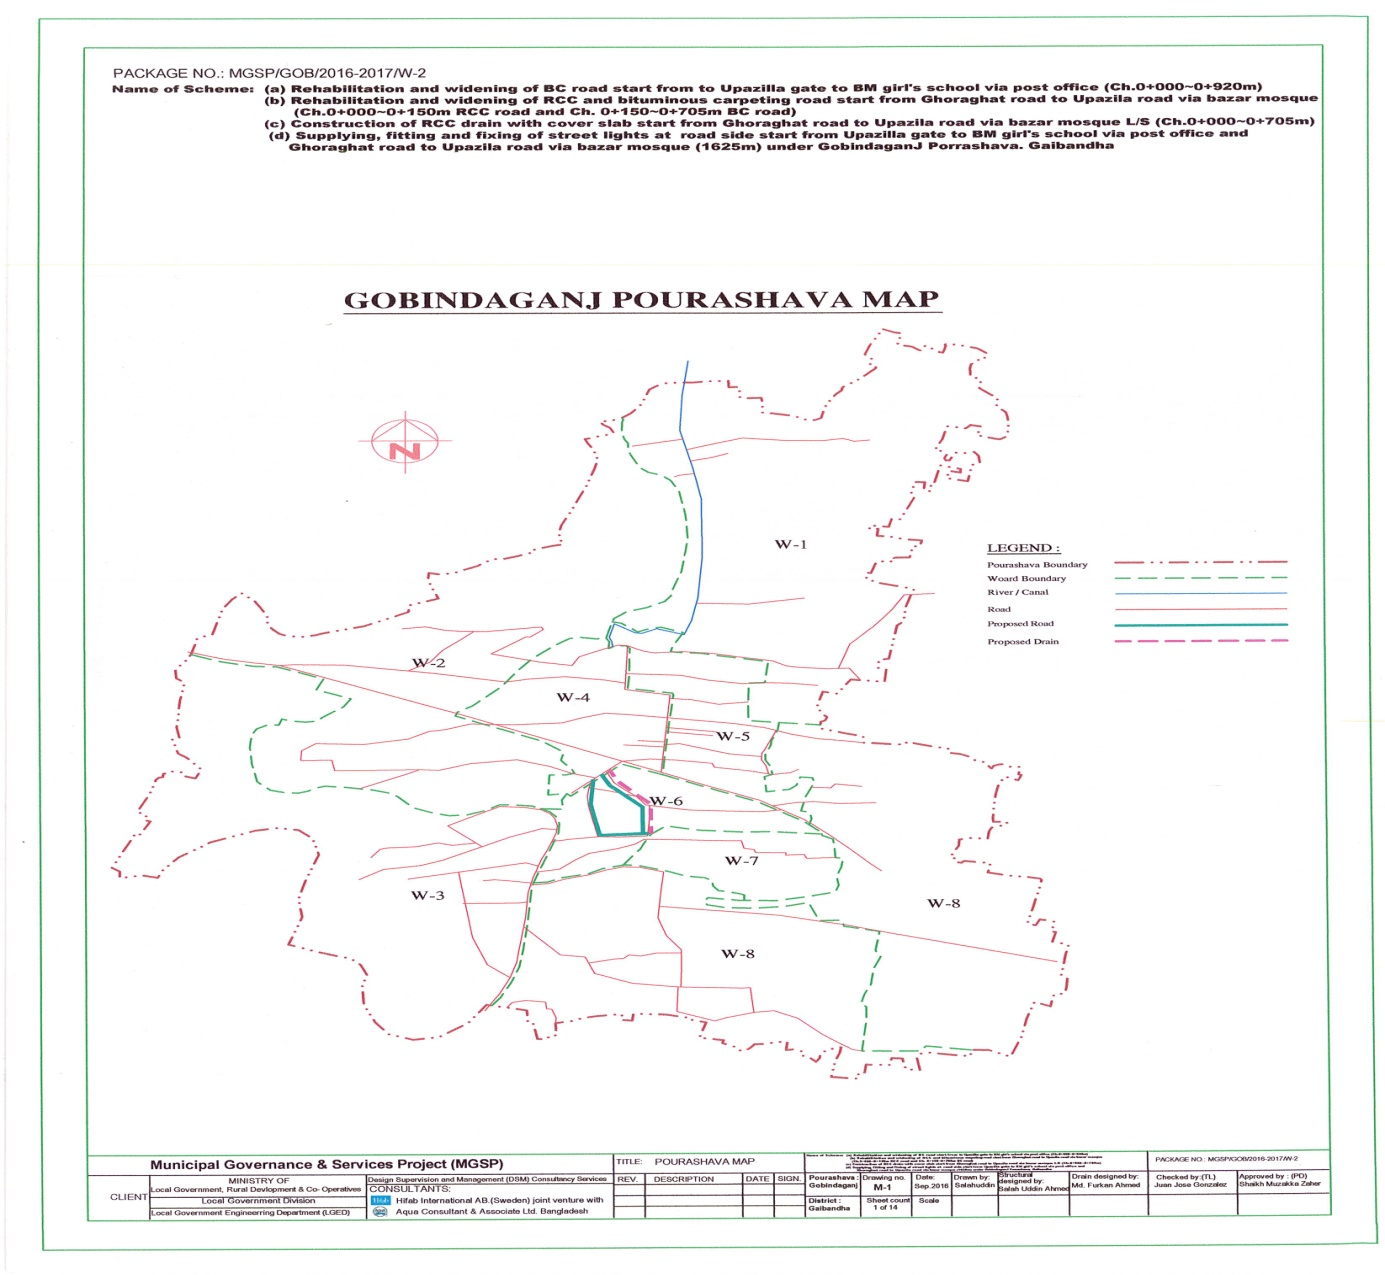 PACKAGE NO.: MGSP/GOB/2016-2017/W-2
Name of Scheme: (a) Rehabilitation and widening of BC road start from to Upazilla gate to BM girl's school via post office (Ch.0+000~0+920m)
(b) Rehabilitation and widening of RCC and bituminous carpeting road start from Ghoraghat road to Upazila road via bazar mosque
(Ch.0+000~0+150m RCC road and Ch. 0+150~0+705m BC road)
(c) Construction of RCC drain with cover slab start from Ghoraghat road to Upazila road via bazar mosque L/S (Ch.0+000~0+705m)
(d) Supplying, fitting and fixing of street lights at road side start from Upazilla gate to BM girl's school via post office and
Ghoraghat road to Upazila road via bazar mosque (1625m) under GobindaganJ Porrashava. Gaibandha
GOBINDAGANJ POURASHAVA MAP
N
W-1
LEGEND :
Pourashava Boundary
Woard Boundary
River / Canal
Road
Proposed Road
Proposed Drain
W-2
W-4
W-5
W-6
W-7
W-3
W-8
W-8
Municipal Governance & Services Project (MGSP)
CLIENT
MINISTRY OF
Local Government, Rural Devlopment & Co- Operatives
Local Government Division
Local Government Engineerring Department (LGED)
Design Supervision and Management (DSM) Consultancy Services
CONSULTANTS:
Hifab International AB.(Sweden) joint venture with
Aqua Consultant & Associate Ltd. Bangladesh
TITLE: POURASHAVA MAP
REV. DESCRIPTION DATE SIGN.
Pourashava :
Gobindaganj
District :
Gaibandha
Drawing no.
M-1
Sheet count
1 of 14
Date:
Sep.2016
Scale
Drawn by:
Salahuddin
Structural
designed by:
Salah Uddin Ahmed
Drain designed by:
Md. Furkan Ahmed
PACKAGE NO.: MGSP/GOB/2016-2017/W-2
Checked by:(TL)
Juan Jose Gonzalez
Approved by : (PD)
Shaikh Muzakka Zaher